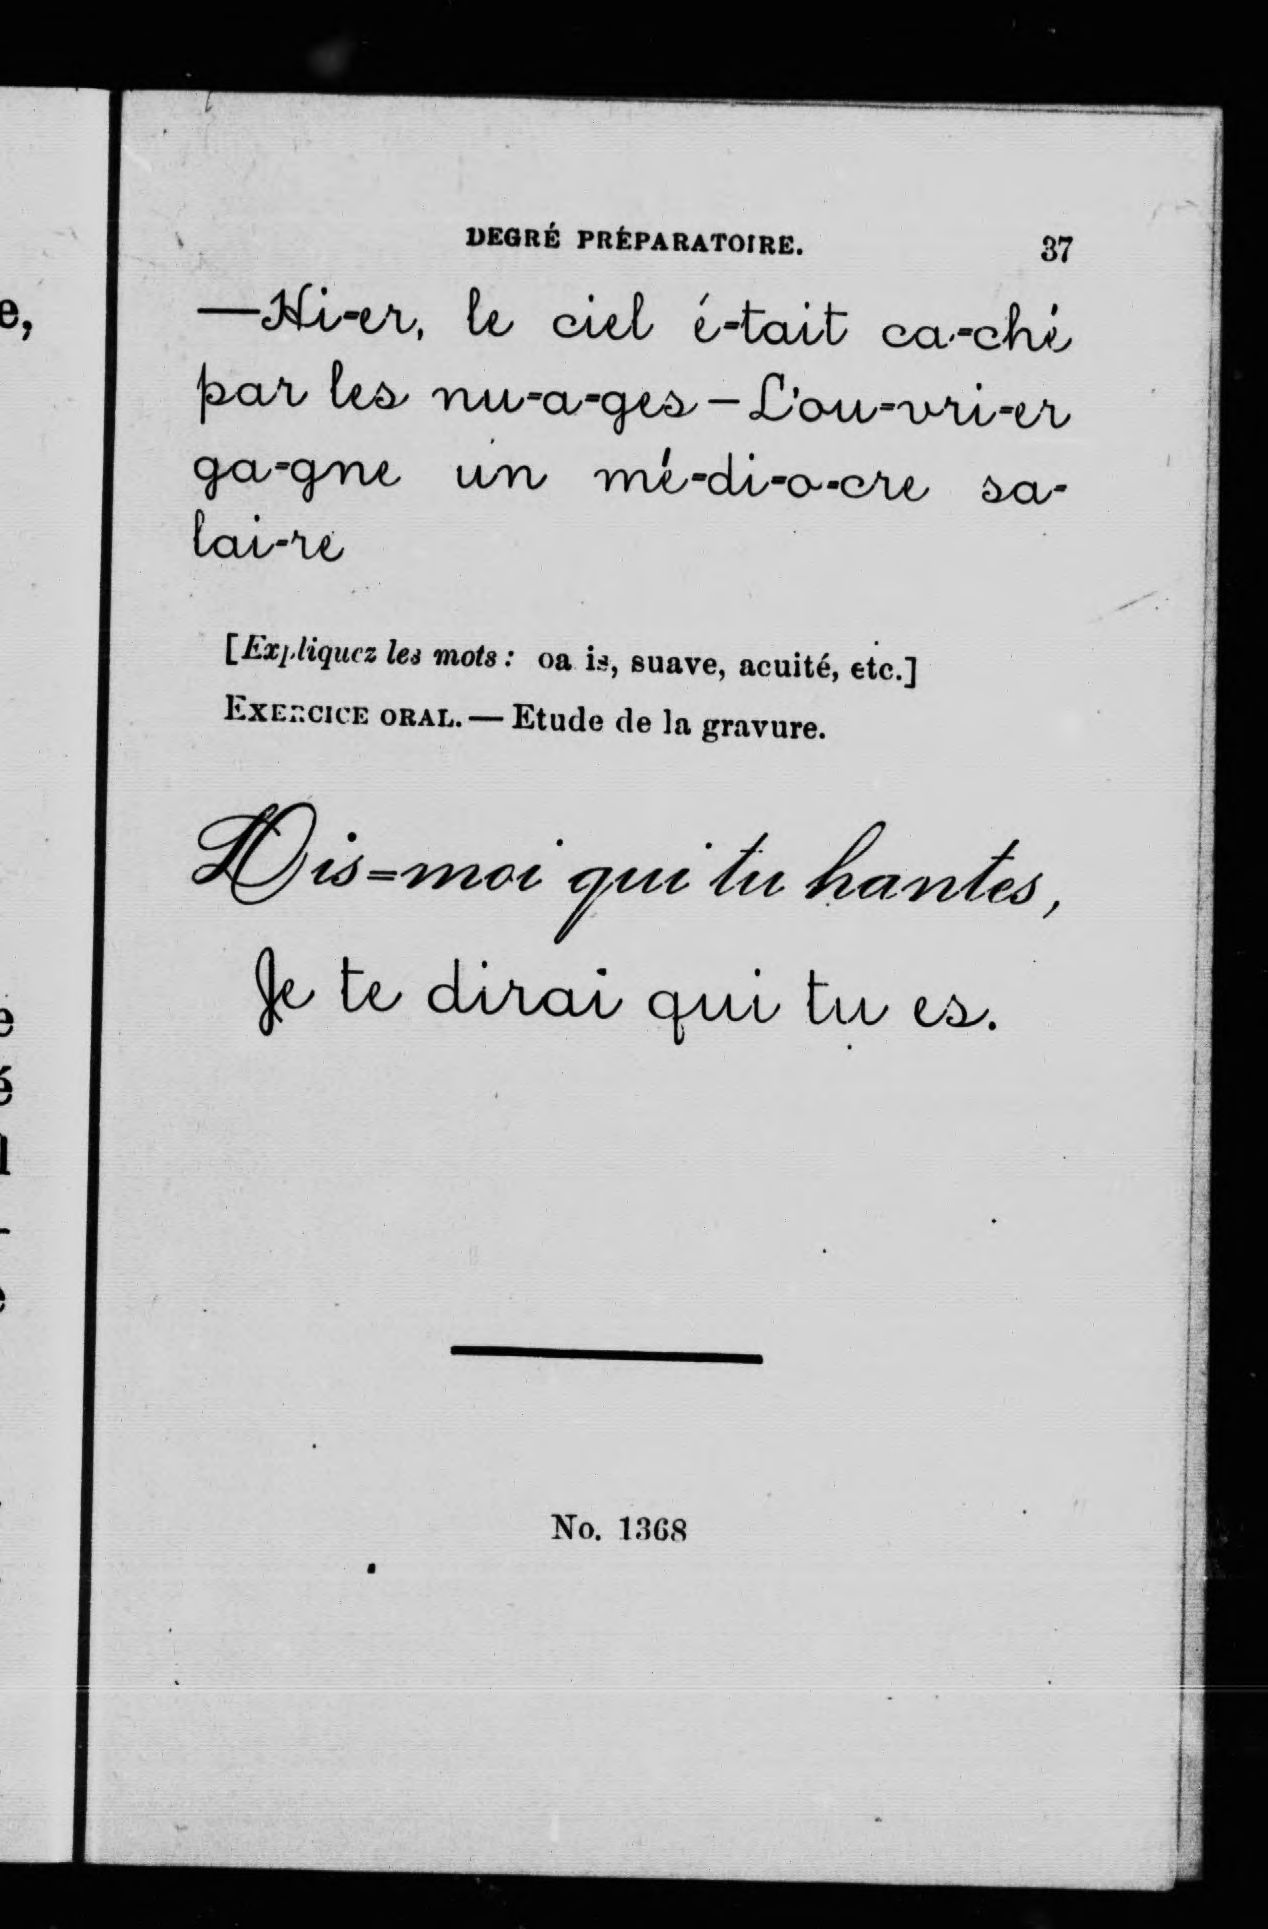 DEGRÉ PRÉPARATOIRE. 37
—Hi-er, le ciel é-tait ca-ché
par les nu-a-ges – L'ou-vri-er
ga-gne un mé-di-o-cre sa-
lai-re
[Expliquez les mots : suave, acuité, etc.]
EXERCICE ORAL. — Etude de la gravure.
Dis=moi qui tu hantes,
Je te dirai qui tu es.
No. 1368